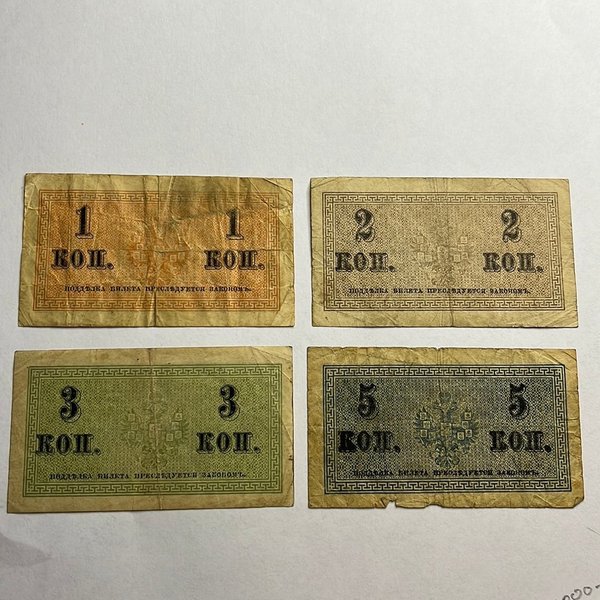 1 1
КОП. КОП.
ПОДДѢЛКА БИЛЕТА ПРЕСЛѢДУЕТСЯ ЗАКОНОМЪ.
2 2
КОП. КОП.
ПОДДѢЛКА БИЛЕТА ПРЕСЛѢДУЕТСЯ ЗАКОНОМЪ.
3 3
КОП. КОП.
ПОДДѢЛКА БИЛЕТА ПРЕСЛѢДУЕТСЯ ЗАКОНОМЪ.
5 5
КОП. КОП.
ПОДДѢЛКА БИЛЕТА ПРЕСЛѢДУЕТСЯ ЗАКОНОМЪ.